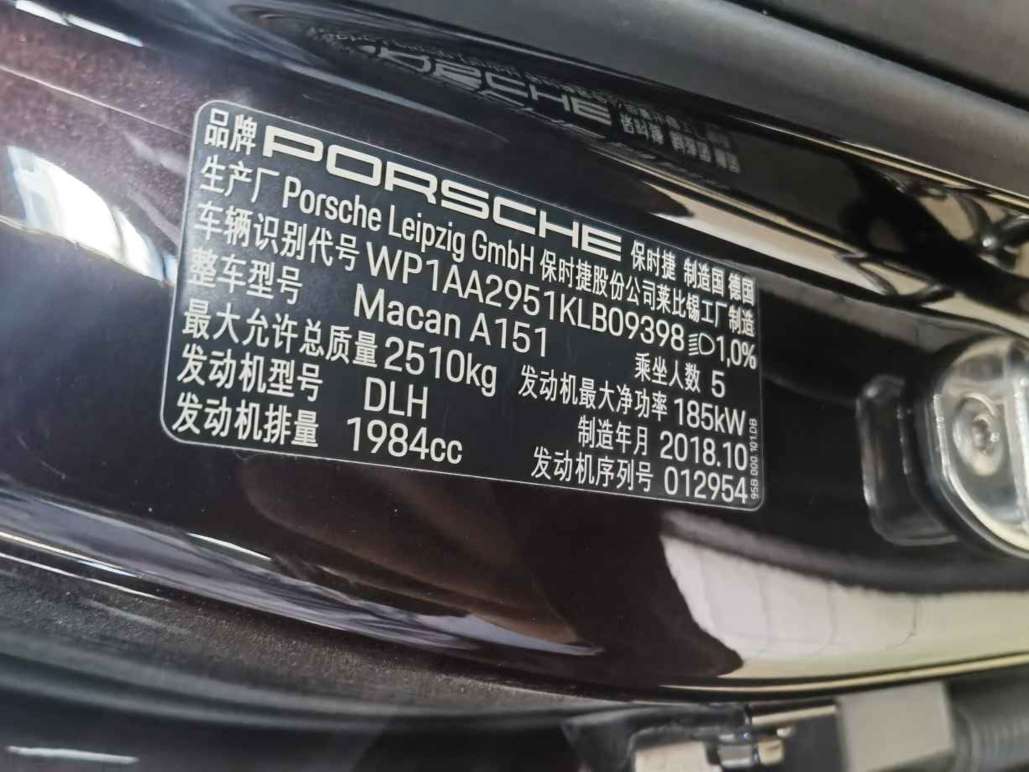 品牌 PORSCHE 保时捷 制造国 德国
生产厂 Porsche Leipzig GmbH 保时捷股份公司莱比锡工厂制造
车辆识别代号 WP1AA2951KLB09398 1,0%
整车型号 Macan A151 乘坐人数 5
最大允许总质量 2510kg 发动机最大净功率 185kW
发动机型号 DLH 制造年月 2018.10
发动机排量 1984cc 发动机序列号 012954
95B 000 101 DB